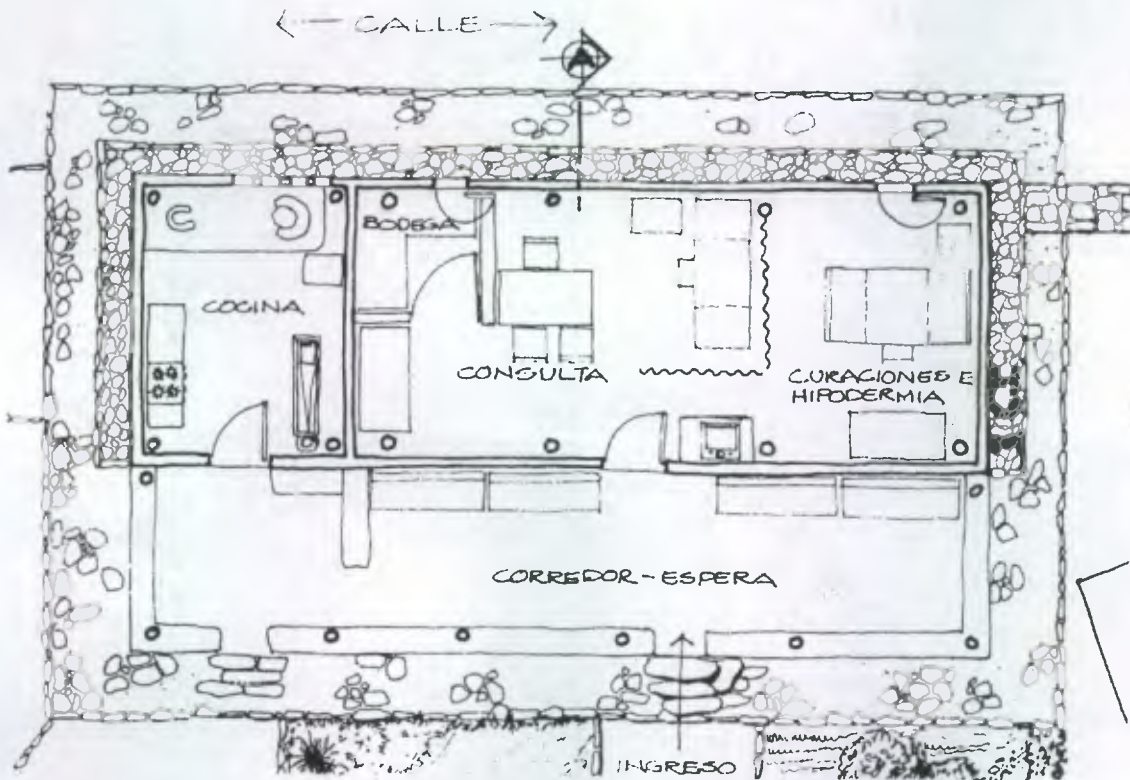 CALLE
A
BODEGA
COCINA
CONSULTA
CURACIONES E
HIPODERMIA
CORREDOR-ESPERA
INGRESO